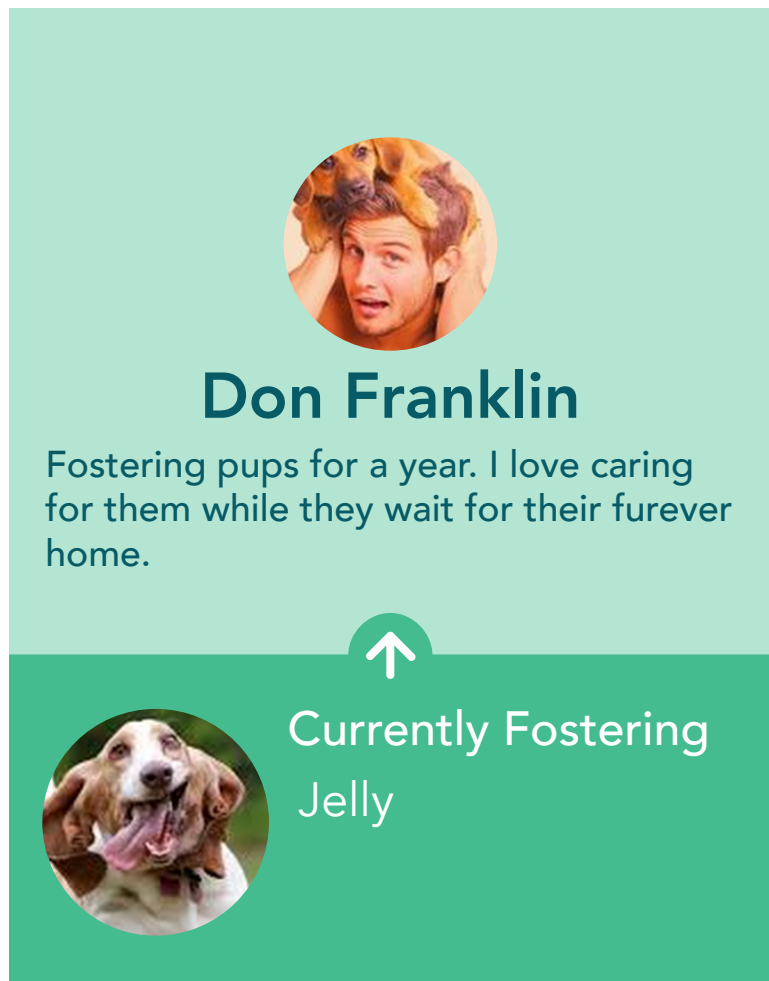 Don Franklin
Fostering pups for a year. I love caring
for them while they wait for their furever
home.
Currently Fostering
Jelly